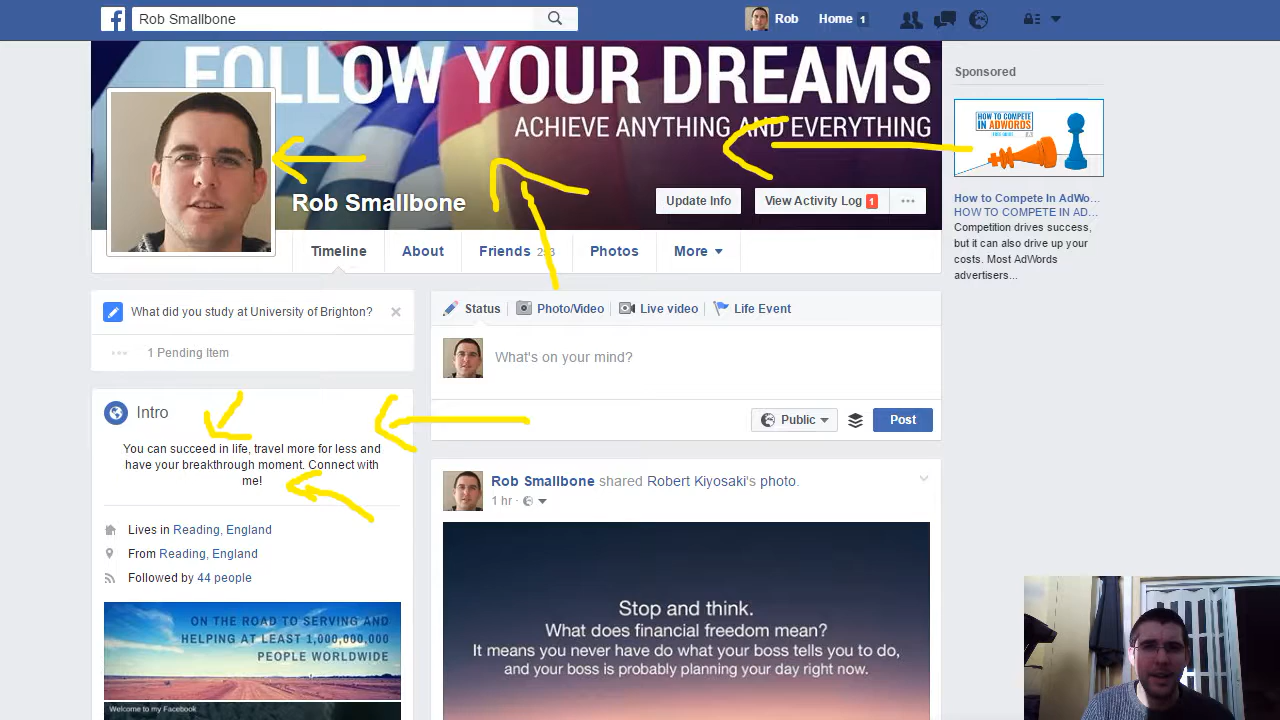 f
Rob Smallbone
Rob
Home 1
FOLLOW YOUR DREAMS
ACHIEVE ANYTHING AND EVERYTHING
Rob Smallbone
Update Info
View Activity Log 1
...
Timeline
About
Friends
Photos
More
Sponsored
HOW TO COMPETE
IN ADWORDS
How to Compete In AdWo...
HOW TO COMPETE IN AD...
Competition drives success,
but it can also drive up your
costs. Most AdWords
advertisers...
What did you study at University of Brighton?
1 Pending Item
Intro
You can succeed in life, travel more for less and
have your breakthrough moment. Connect with
me!
Lives in Reading, England
From Reading, England
Followed by 44 people
ON THE ROAD TO SERVING AND
HELPING AT LEAST 1,000,000,000
PEOPLE WORLDWIDE
Welcome to my Facebook
Status
Photo/Video
Live video
Life Event
What's on your mind?
Public
Post
Rob Smallbone shared Robert Kiyosaki's photo.
1 hr
Stop and think.
What does financial freedom mean?
It means you never have do what your boss tells you to do,
and your boss is probably planning your day right now.